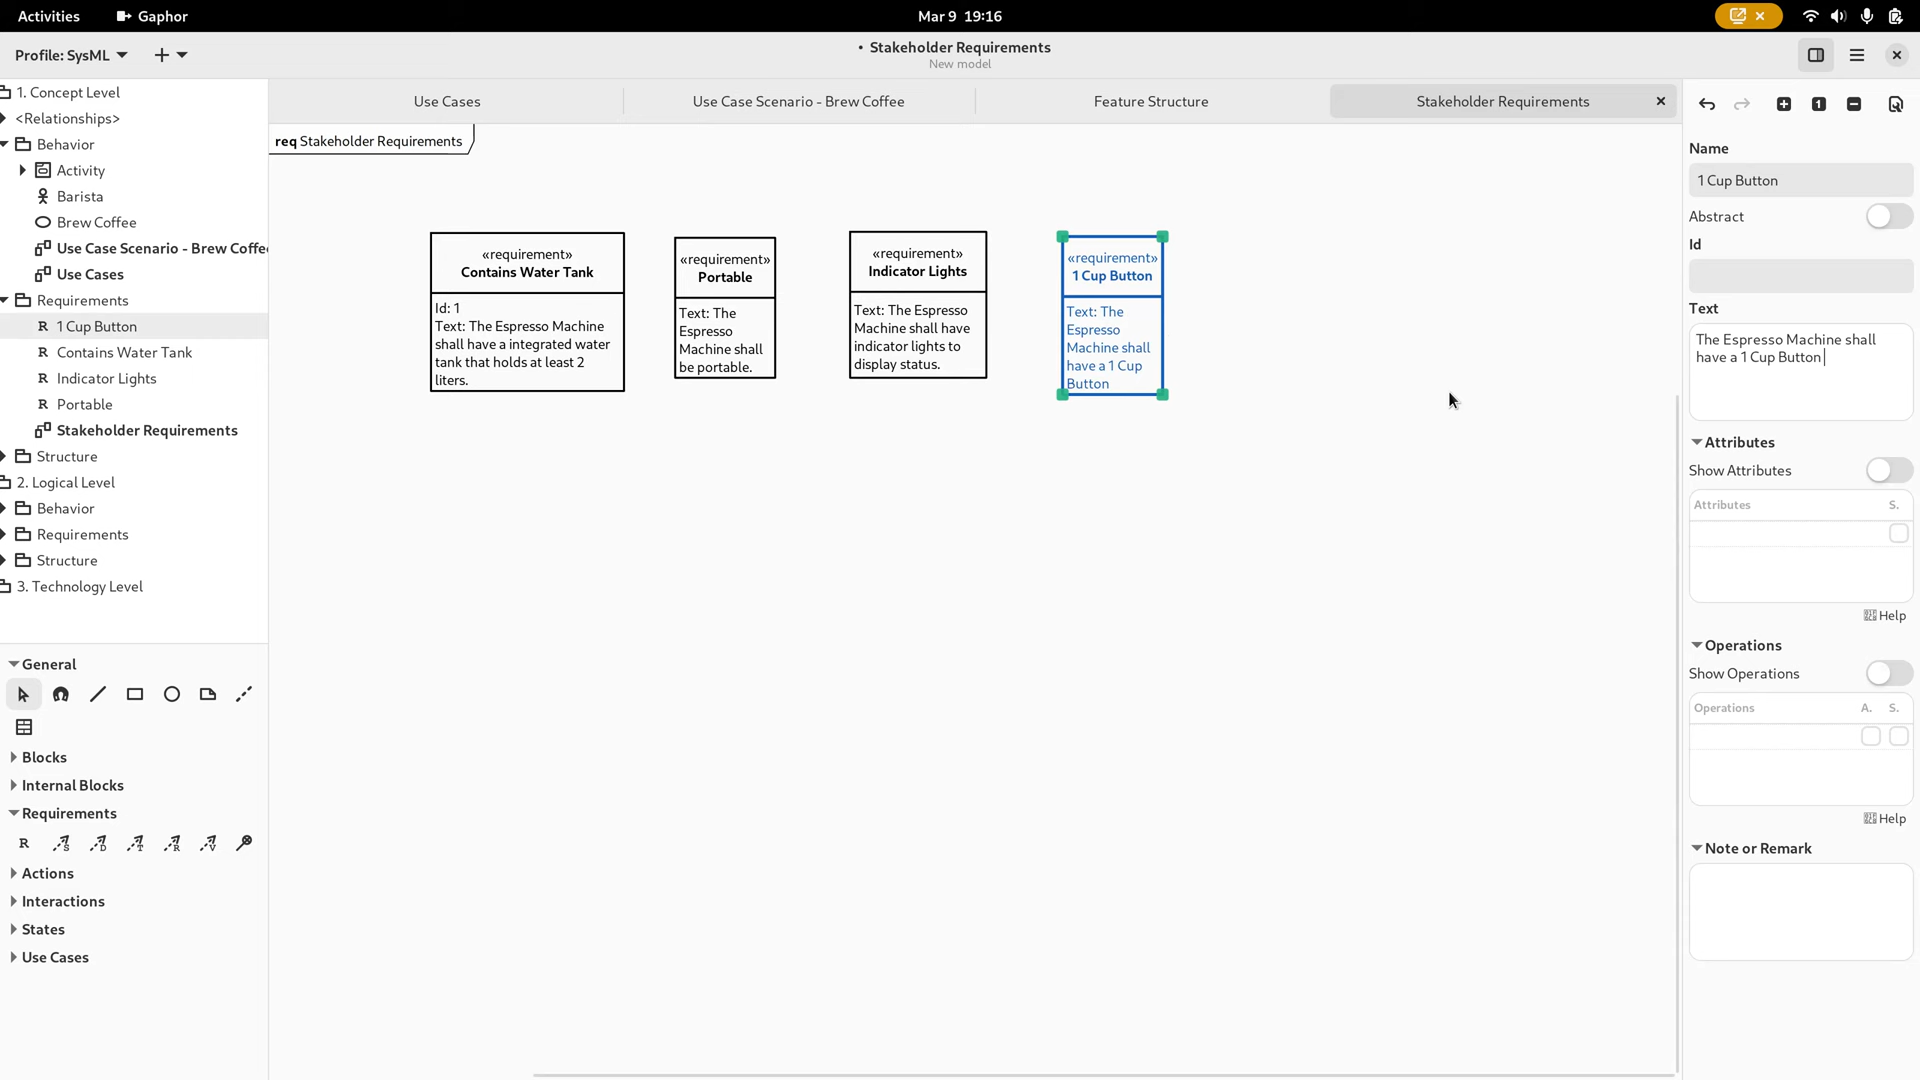 Activities
Gaphor
Mar 9 19:16
Profile: SysML
• Stakeholder Requirements
New model
1. Concept Level
<Relationships>
Behavior
Activity
Barista
Brew Coffee
Use Case Scenario - Brew Coffe
Use Cases
Requirements
R 1 Cup Button
R Contains Water Tank
R Indicator Lights
R Portable
Stakeholder Requirements
Structure
2. Logical Level
Behavior
Requirements
Structure
3. Technology Level
General
Blocks
Internal Blocks
Requirements
R S D T R V
Actions
Interactions
States
Use Cases
Use Cases
Use Case Scenario - Brew Coffee
Feature Structure
Stakeholder Requirements
req Stakeholder Requirements
«requirement»
Contains Water Tank
Id: 1
Text: The Espresso Machine
shall have a integrated water
tank that holds at least 2
liters.
«requirement»
Portable
Text: The
Espresso
Machine shall
be portable.
«requirement»
Indicator Lights
Text: The Espresso
Machine shall have
indicator lights to
display status.
«requirement»
1 Cup Button
Text: The
Espresso
Machine shall
have a 1 Cup
Button
1
Name
1 Cup Button
Abstract
Id
Text
The Espresso Machine shall
have a 1 Cup Button
Attributes
Show Attributes
Attributes S.
Help
Operations
Show Operations
Operations A. S.
Help
Note or Remark